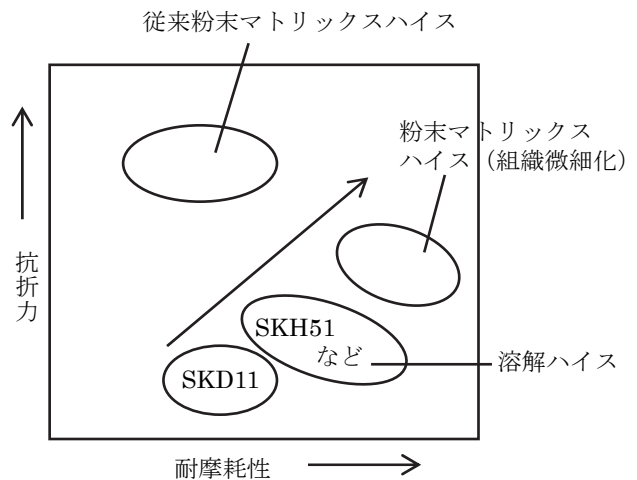 従来粉末マトリックスハイス
粉末マトリックス
ハイス（組織微細化）
抗折力
SKH51
など
溶解ハイス
SKD11
耐摩耗性